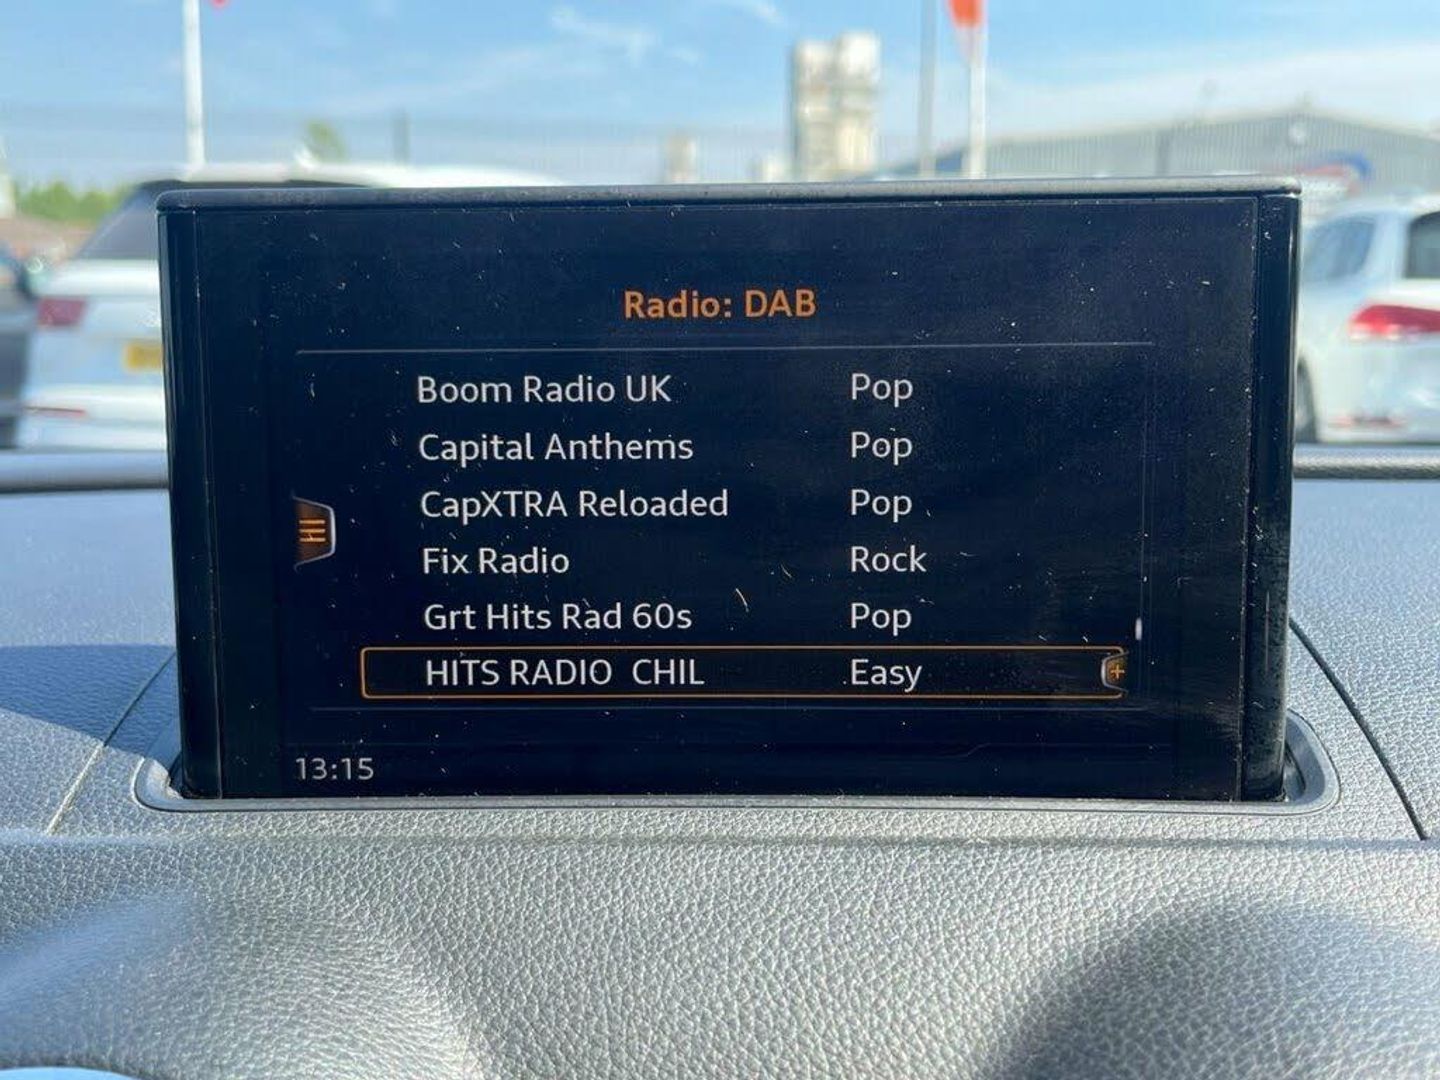 Radio: DAB
Boom Radio UK Pop
Capital Anthems Pop
CapXTRA Reloaded Pop
Fix Radio Rock
Grt Hits Rad 60s Pop
HITS RADIO CHIL Easy
13:15